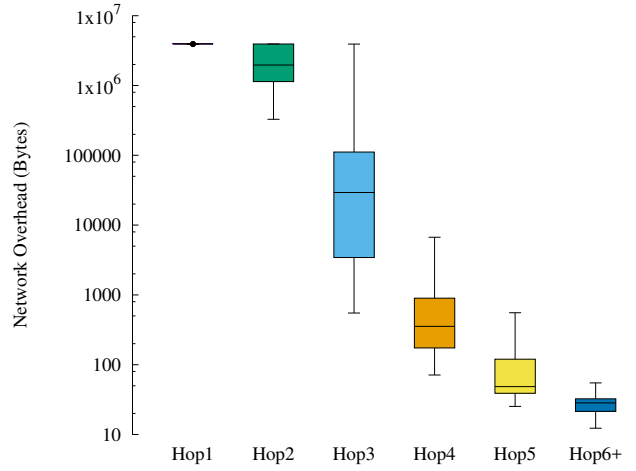 1x10^7
1x10^6
100000
10000
1000
100
10
Network Overhead (Bytes)
Hop1 Hop2 Hop3 Hop4 Hop5 Hop6+